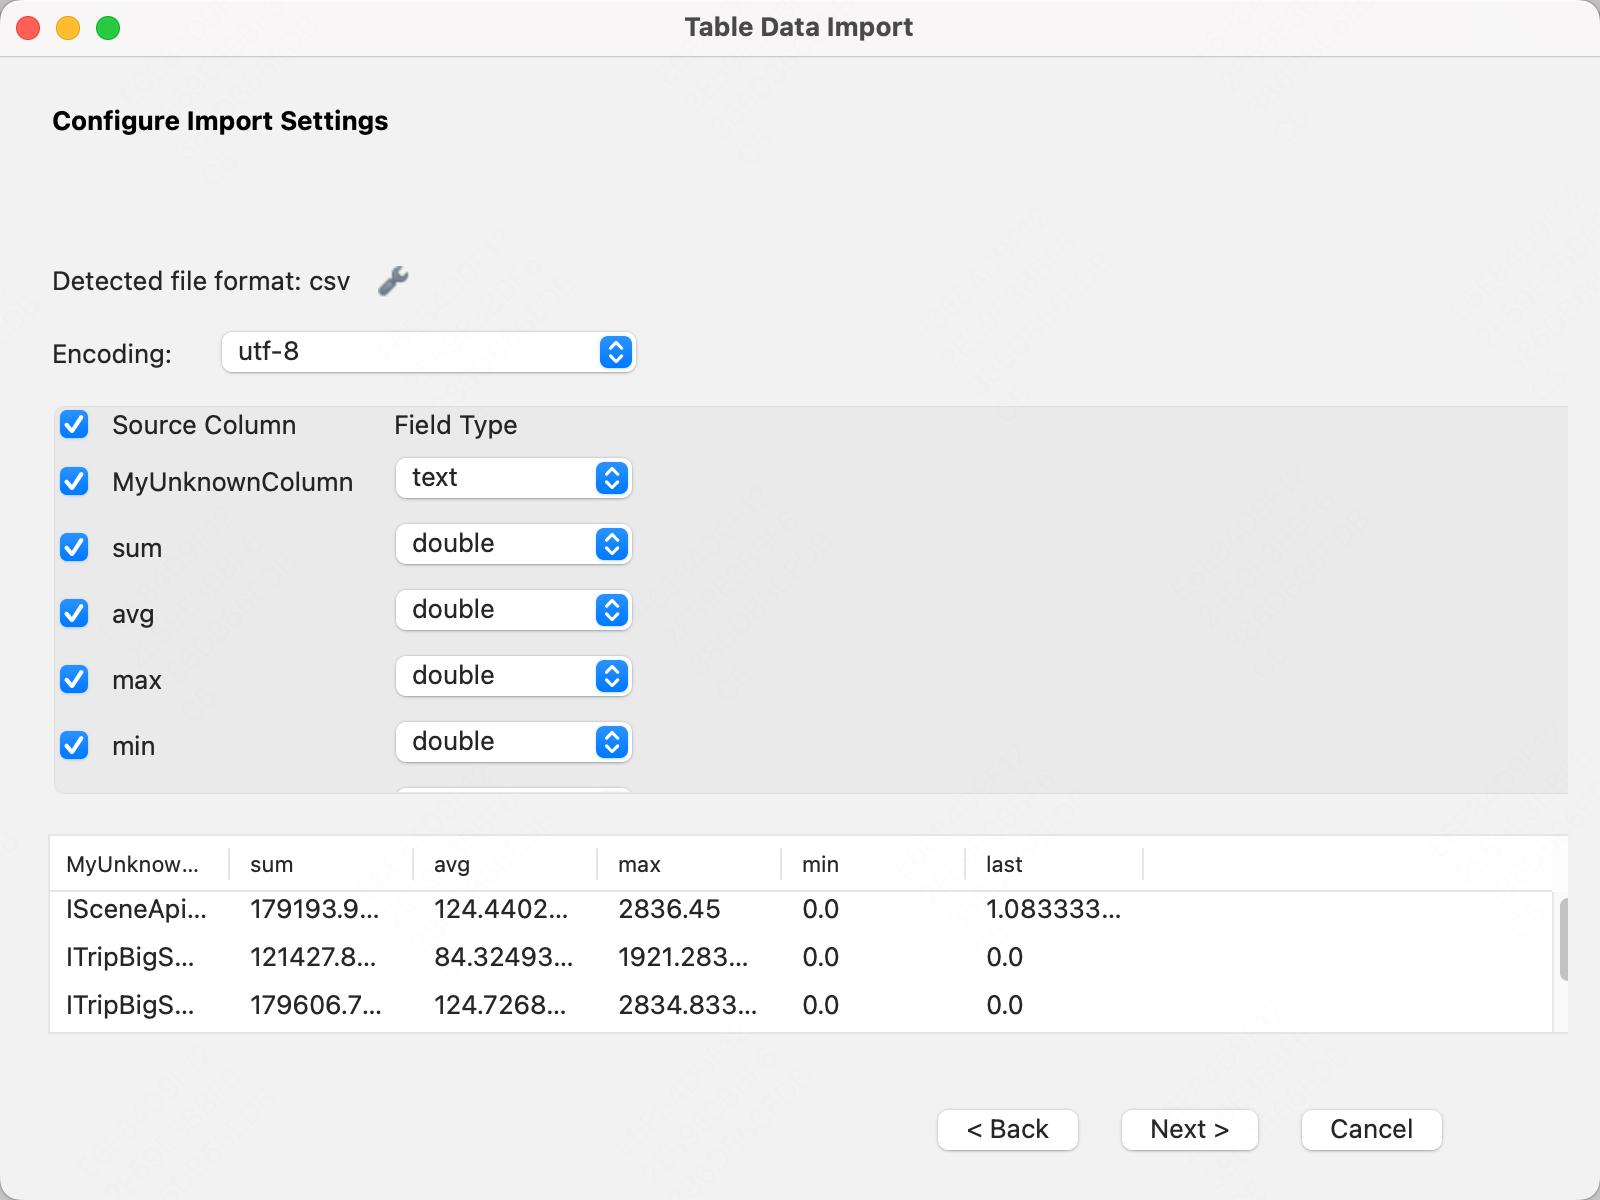 Table Data Import
Configure Import Settings
Detected file format: csv
Encoding: utf-8
Source Column Field Type
MyUnknownColumn text
sum double
avg double
max double
min double
MyUnknow... sum avg max min last
ISceneApi... 179193.9... 124.4402... 2836.45 0.0 1.083333...
ITripBigS... 121427.8... 84.32493... 1921.283... 0.0 0.0
ITripBigS... 179606.7... 124.7268... 2834.833... 0.0 0.0
< Back Next > Cancel